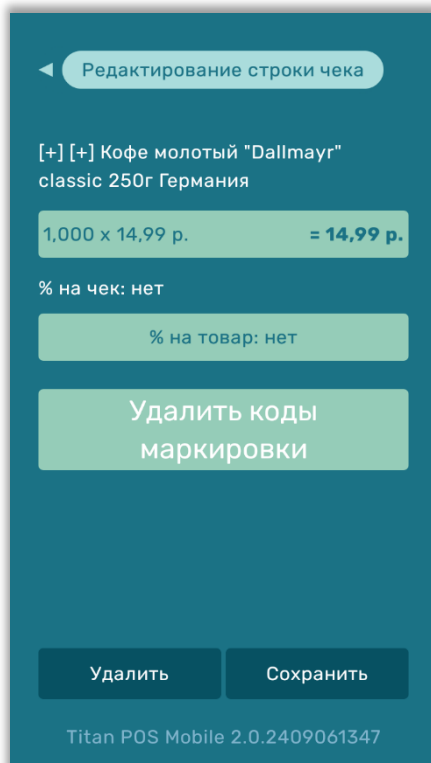 Редактирование строки чека
[+] [+] Кофе молотый "Dallmayr"
classic 250г Германия
1,000 x 14,99 р. = 14,99 р.
% на чек: нет
% на товар: нет
Удалить коды
маркировки
Удалить Сохранить
Titan POS Mobile 2.0.2409061347